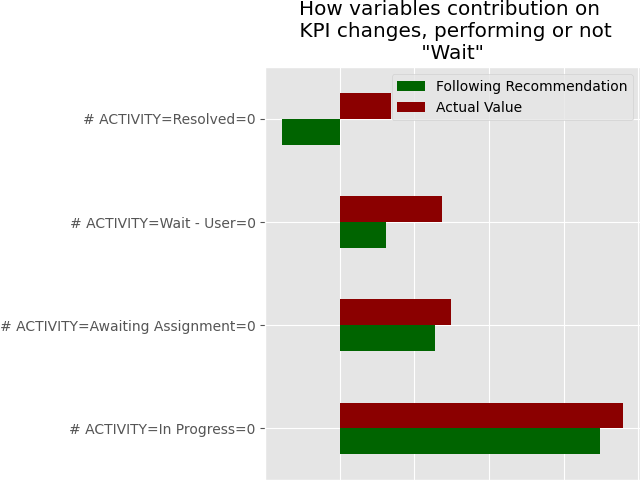 How variables contribution on
KPI changes, performing or not
"Wait"
Following Recommendation
Actual Value
# ACTIVITY=Resolved=0
# ACTIVITY=Wait - User=0
# ACTIVITY=Awaiting Assignment=0
# ACTIVITY=In Progress=0